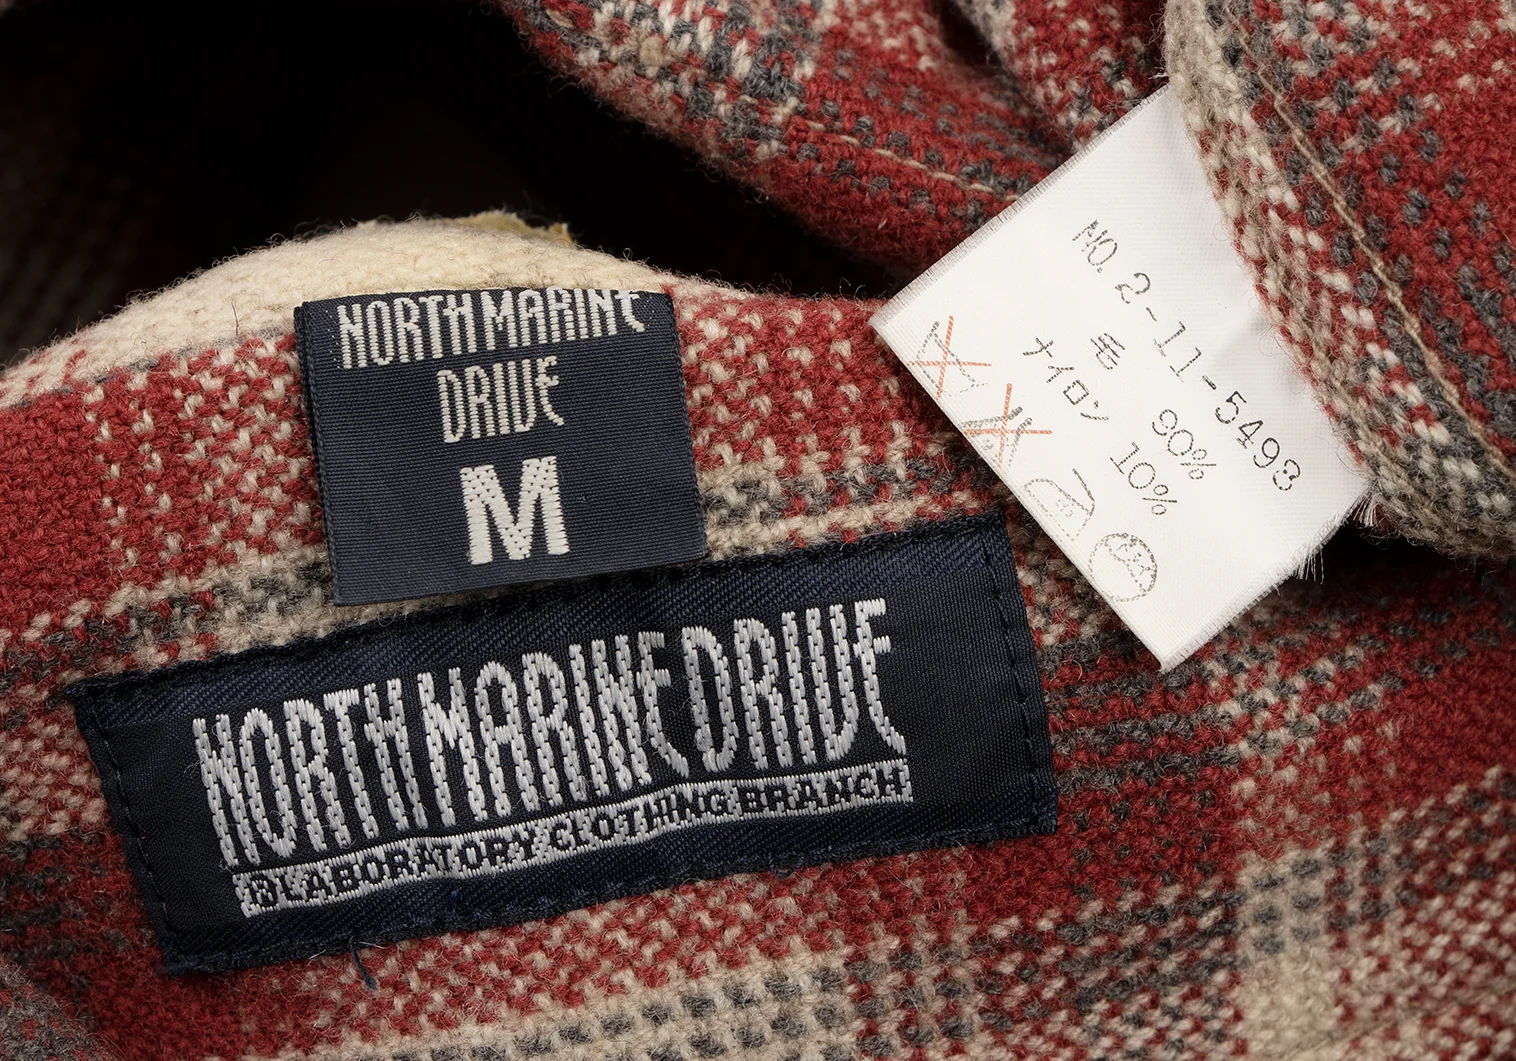 NORTH MARINE
DRIVE
M
NORTH MARINE DRIVE
®LABORATORY CLOTHING BRANCH
NO. 2-11-5493
毛 90%
ナイロン 10%